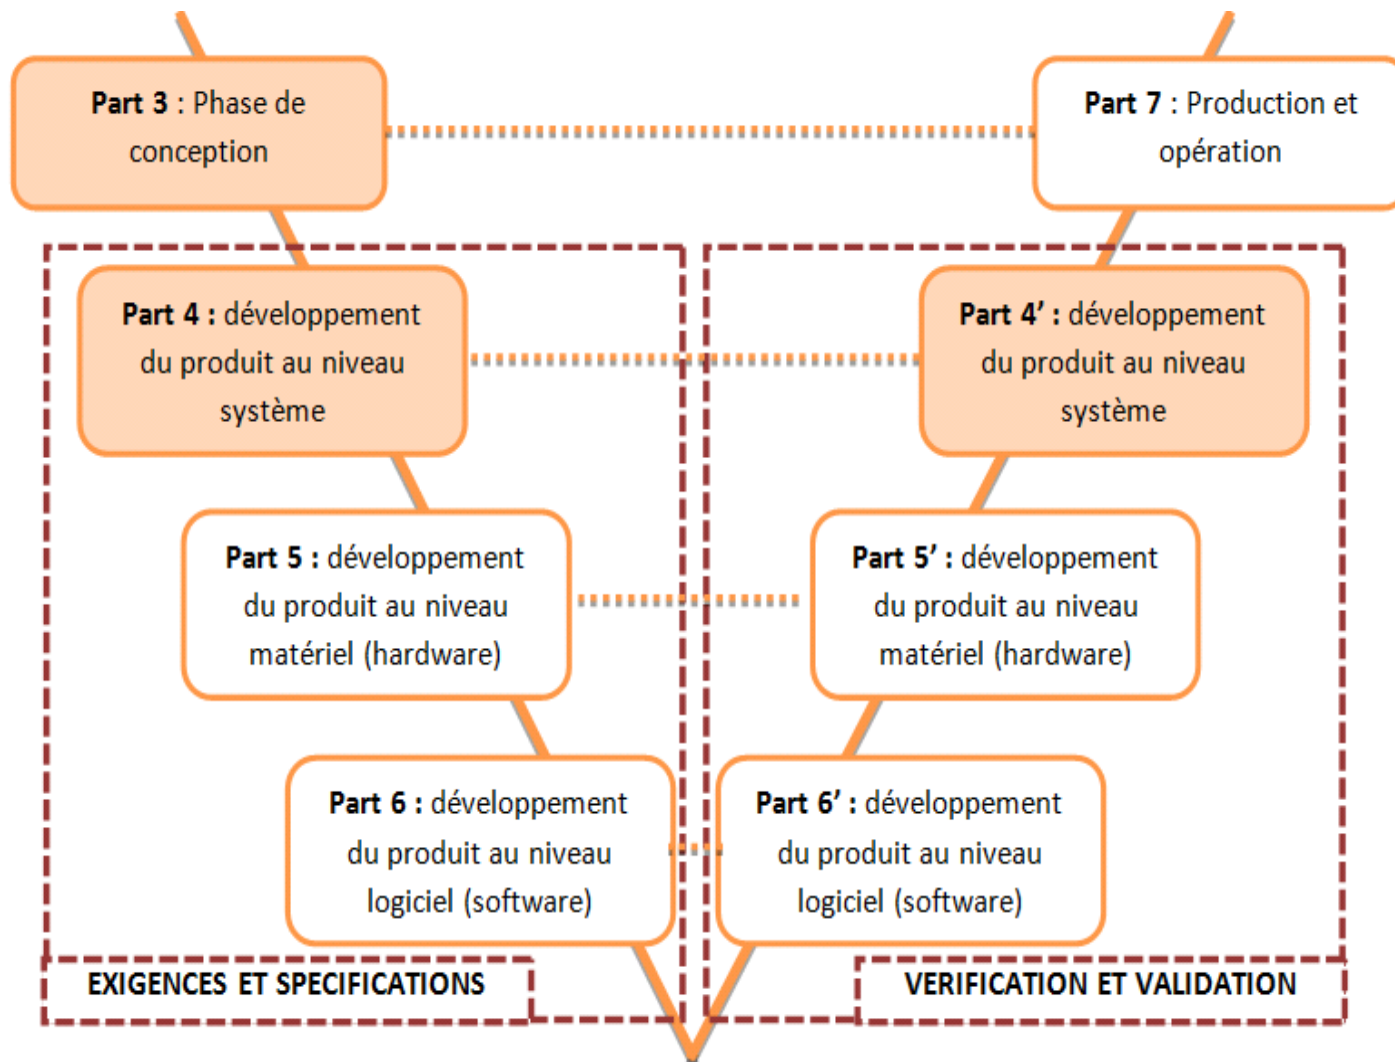 Part 3 : Phase de
conception
Part 7 : Production et
opération
Part 4 : développement
du produit au niveau
système
Part 4’ : développement
du produit au niveau
système
Part 5 : développement
du produit au niveau
matériel (hardware)
Part 5’ : développement
du produit au niveau
matériel (hardware)
Part 6 : développement
du produit au niveau
logiciel (software)
Part 6’ : développement
du produit au niveau
logiciel (software)
EXIGENCES ET SPECIFICATIONS
VERIFICATION ET VALIDATION